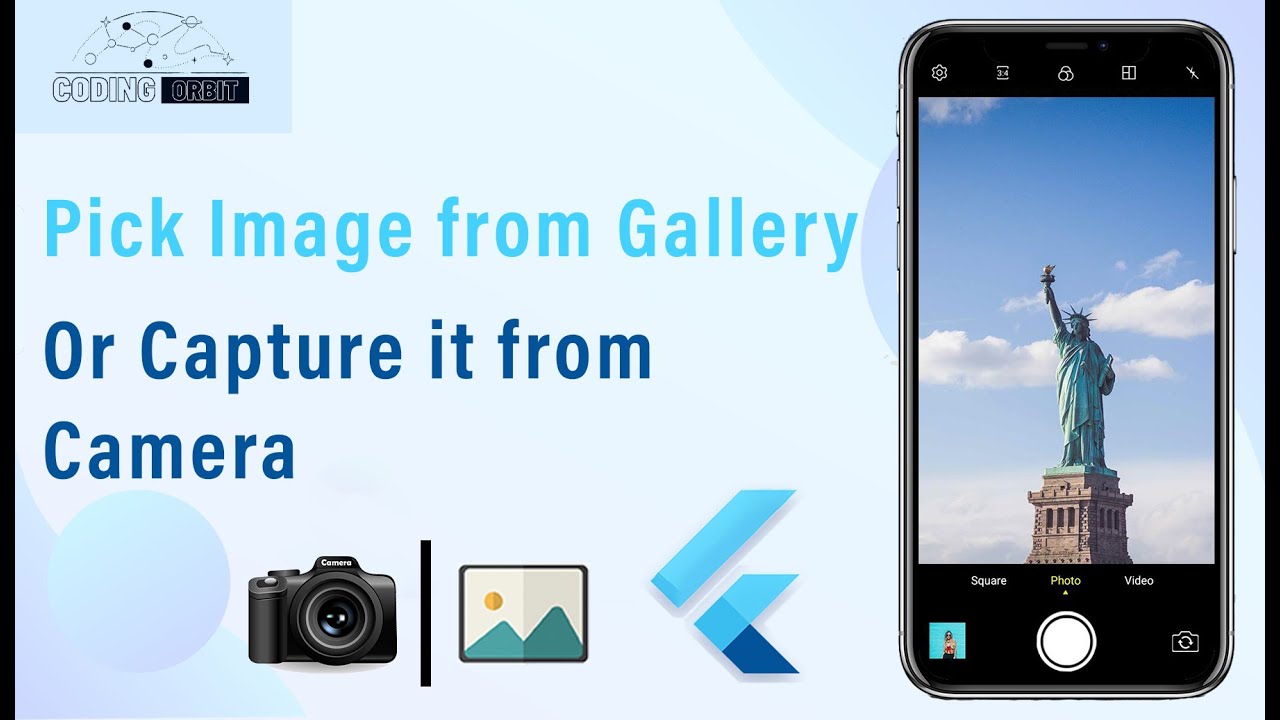 CODING ORBIT
Pick Image from Gallery
Or Capture it from
Camera
Camera
3:4
Square Photo Video